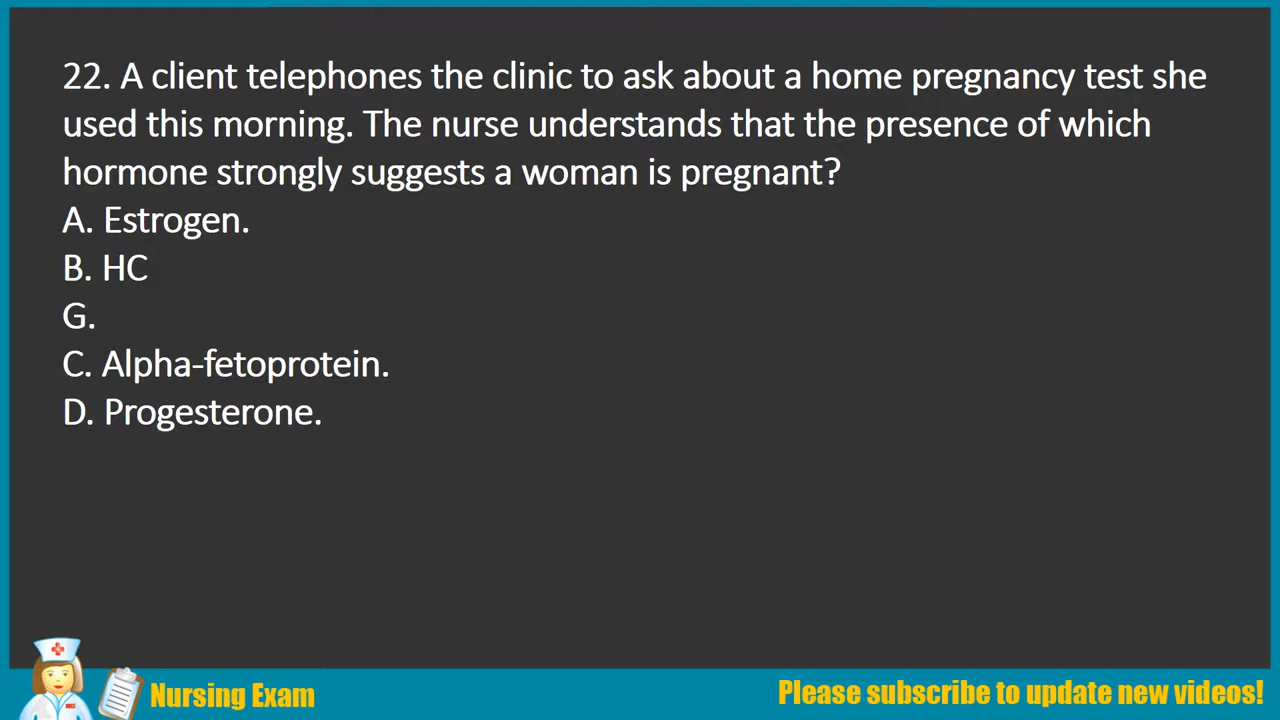 22. A client telephones the clinic to ask about a home pregnancy test she
used this morning. The nurse understands that the presence of which
hormone strongly suggests a woman is pregnant?
A. Estrogen.
B. HC
G.
C. Alpha-fetoprotein.
D. Progesterone.
Nursing Exam
Please subscribe to update new videos!